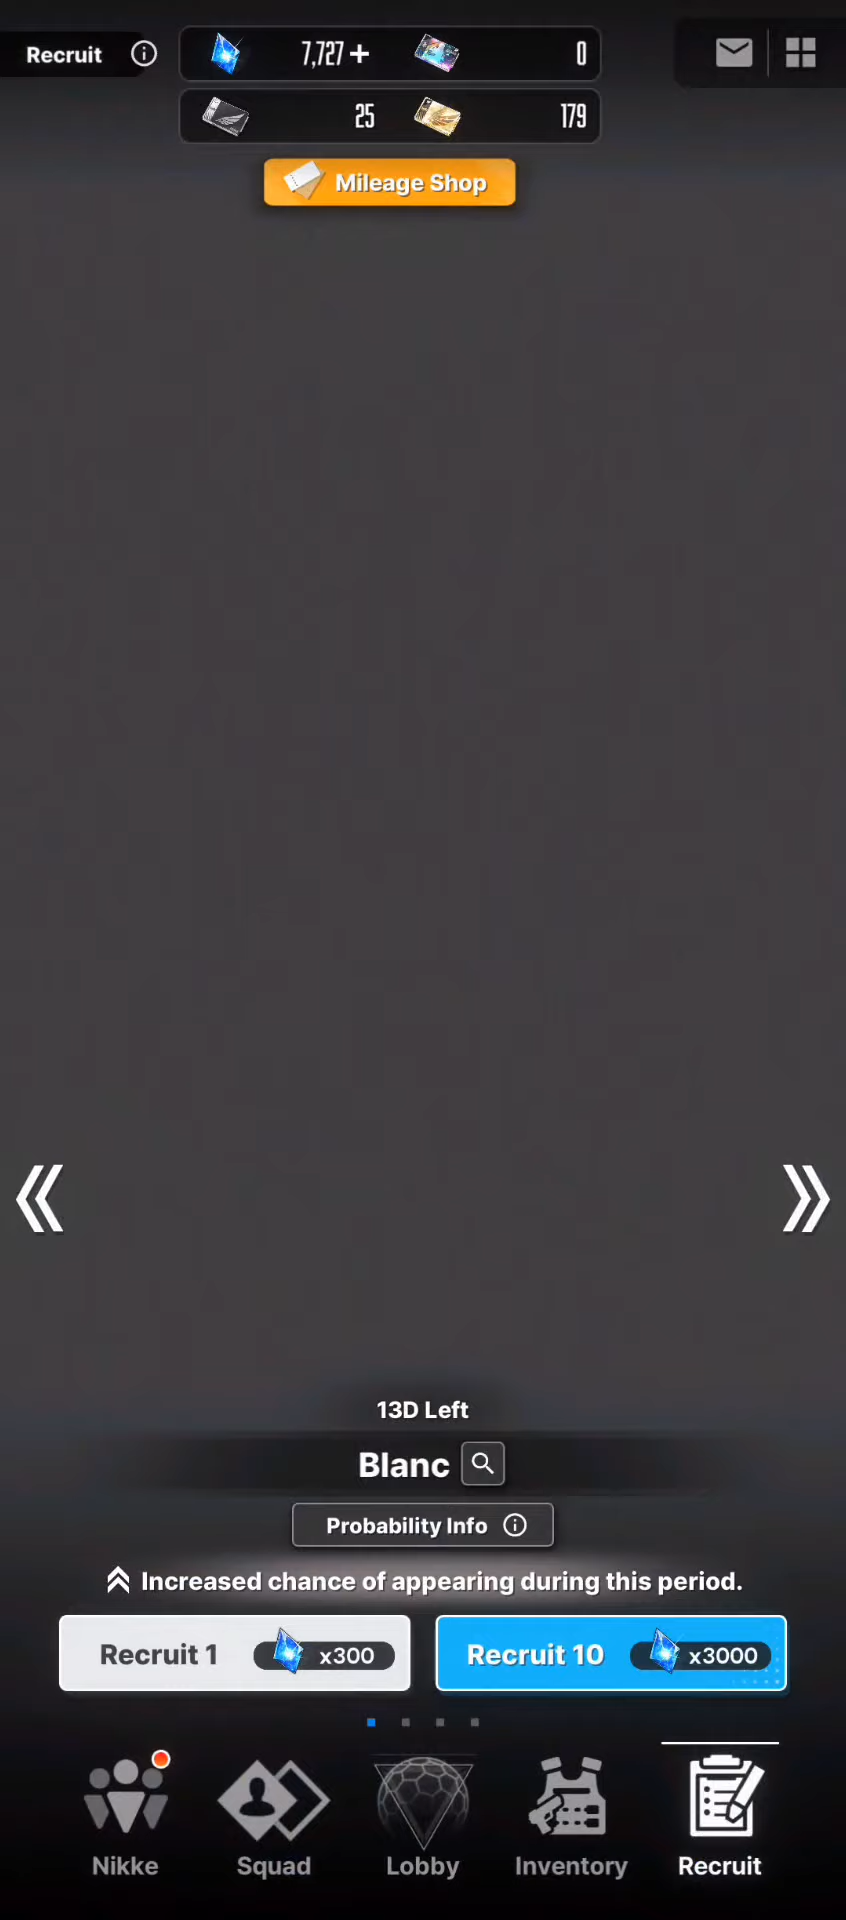 Recruit
7,727 0
25 179
Mileage Shop
13D Left
Blanc
Probability Info
Increased chance of appearing during this period.
Recruit 1 x300 Recruit 10 x3000
Nikke Squad Lobby Inventory Recruit